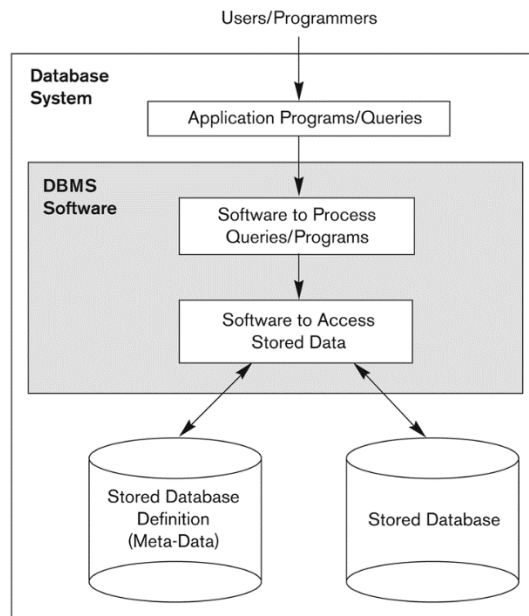 Users/Programmers
Database
System
Application Programs/Queries
DBMS
Software
Software to Process
Queries/Programs
Software to Access
Stored Data
Stored Database
Definition
(Meta-Data)
Stored Database